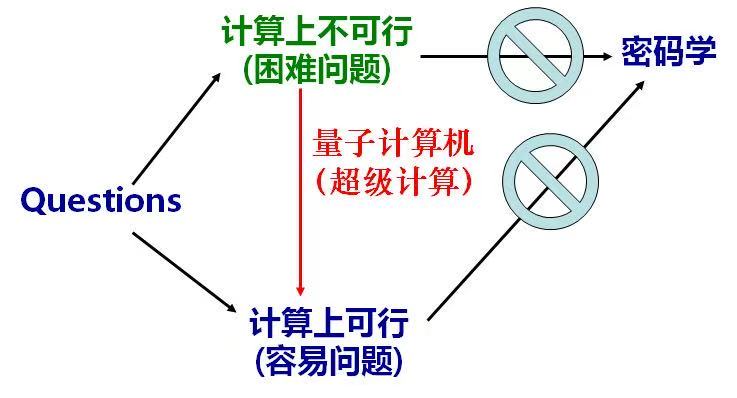 计算上不可行
(困难问题)
密码学
量子计算机
（超级计算）
Questions
计算上可行
(容易问题)